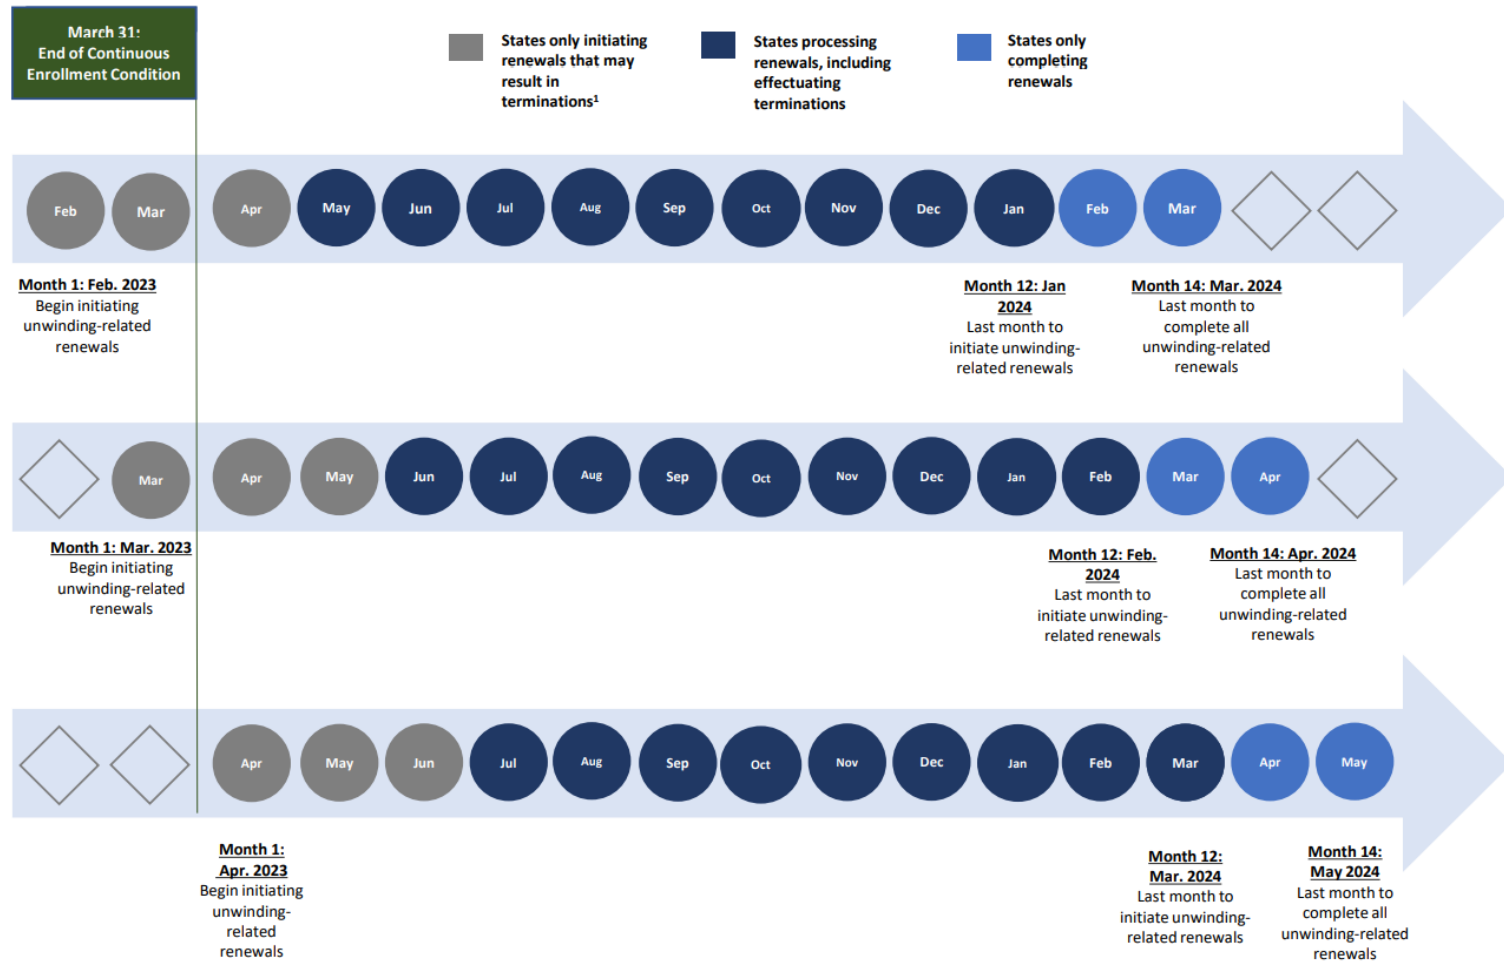 March 31:
End of Continuous
Enrollment Condition
States only initiating
renewals that may
result in
terminations¹
States processing
renewals, including
effectuating
terminations
States only
completing
renewals
Feb
Mar
Apr
May
Jun
Jul
Aug
Sep
Oct
Nov
Dec
Jan
Feb
Mar
Month 1: Feb. 2023
Begin initiating
unwinding-related
renewals
Month 12: Jan
2024
Last month to
initiate unwinding-
related renewals
Month 14: Mar. 2024
Last month to
complete all
unwinding-related
renewals
Mar
Apr
May
Jun
Jul
Aug
Sep
Oct
Nov
Dec
Jan
Feb
Mar
Apr
Month 1: Mar. 2023
Begin initiating
unwinding-related
renewals
Month 12: Feb.
2024
Last month to
initiate unwinding-
related renewals
Month 14: Apr. 2024
Last month to
complete all
unwinding-related
renewals
Apr
May
Jun
Jul
Aug
Sep
Oct
Nov
Dec
Jan
Feb
Mar
Apr
May
Month 1:
Apr. 2023
Begin initiating
unwinding-
related
renewals
Month 12:
Mar. 2024
Last month to
initiate unwinding-
related renewals
Month 14:
May 2024
Last month to
complete all
unwinding-related
renewals